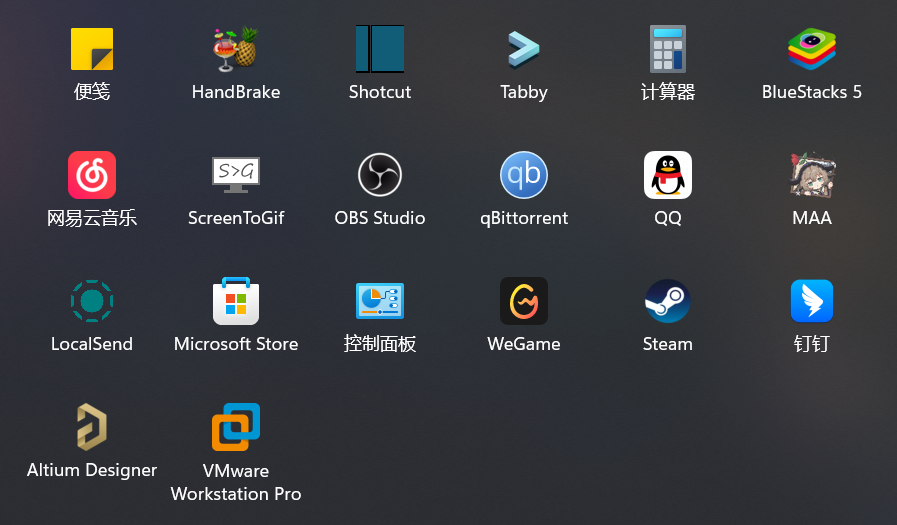 便笺
HandBrake
Shotcut
Tabby
计算器
BlueStacks 5
网易云音乐
S>G
ScreenToGif
OBS Studio
qb
qBittorrent
QQ
MAA
LocalSend
Microsoft Store
控制面板
WeGame
Steam
钉钉
Altium Designer
VMware
Workstation Pro